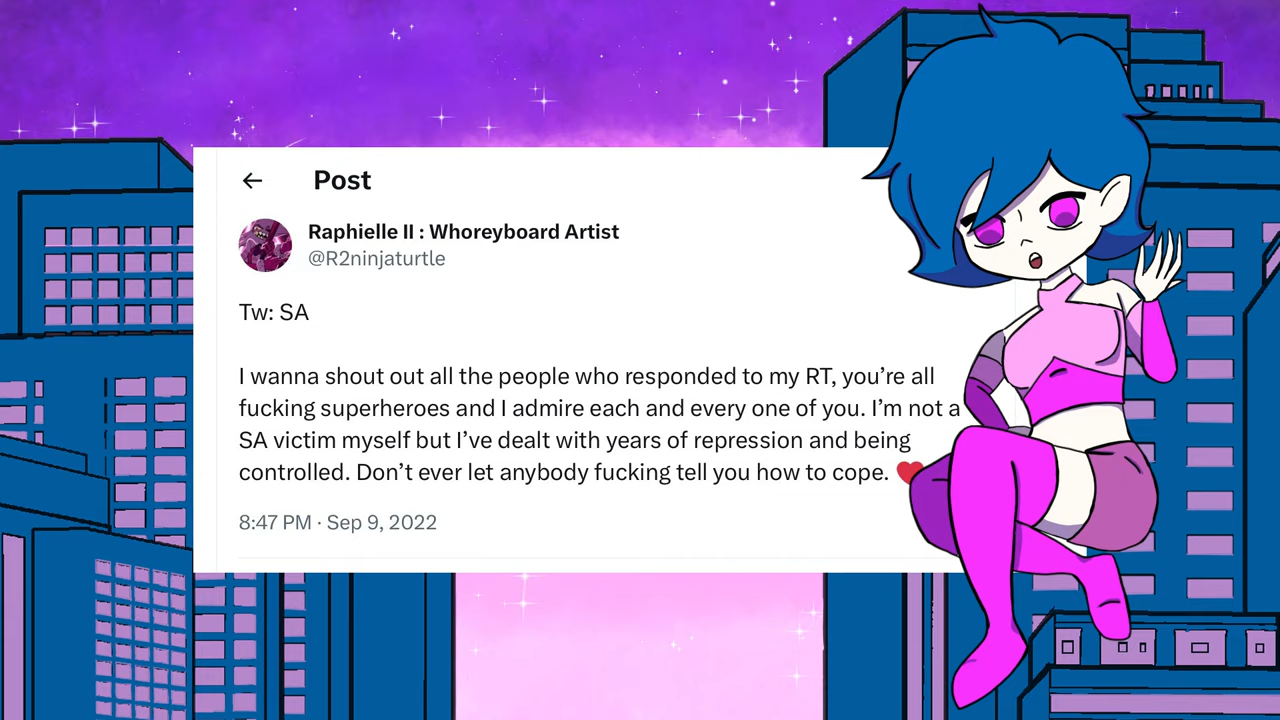 Post
Raphielle II : Whoreyboard Artist
@R2ninjaturtle
Tw: SA
I wanna shout out all the people who responded to my RT, you’re all
fucking superheroes and I admire each and every one of you. I’m not a
SA victim myself but I’ve dealt with years of repression and being
controlled. Don’t ever let anybody fucking tell you how to cope. ❤️
8:47 PM · Sep 9, 2022